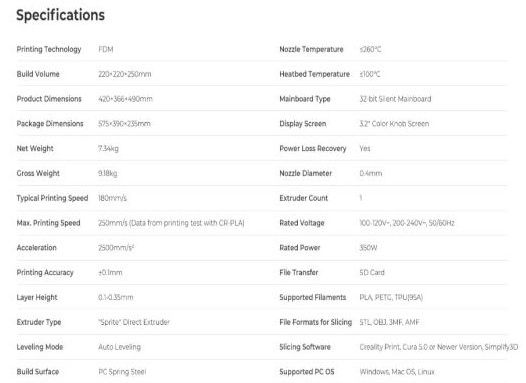 Specifications
Printing Technology FDM Nozzle Temperature ≤260°C
Build Volume 220*220*250mm Heatbed Temperature ≤100°C
Product Dimensions 420*366*490mm Mainboard Type 32-bit Silent Mainboard
Package Dimensions 575*390*235mm Display Screen 3.2" Color Knob Screen
Net Weight 7.34kg Power Loss Recovery Yes
Gross Weight 9.18kg Nozzle Diameter 0.4mm
Typical Printing Speed 180mm/s Extruder Count 1
Max. Printing Speed 250mm/s (Data from printing test with CR-PLA) Rated Voltage 100-120V~, 200-240V~, 50/60Hz
Acceleration 2500mm/s² Rated Power 350W
Printing Accuracy ±0.1mm File Transfer SD Card
Layer Height 0.1-0.35mm Supported Filaments PLA, PETG, TPU(95A)
Extruder Type "Sprite" Direct Extruder File Formats for Slicing STL, OBJ, 3MF, AMF
Leveling Mode Auto Leveling Slicing Software Creality Print, Cura 5.0 or Newer Version, Simplify3D
Build Surface PC Spring Steel Supported PC OS Windows, Mac OS, Linux